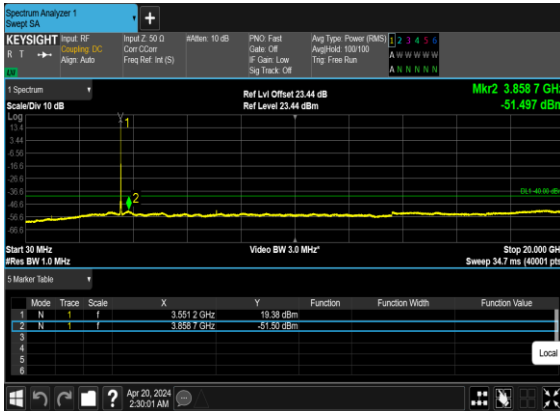 Spectrum Analyzer 1
Swept SA
+
KEYSIGHT
R T
Input: RF
Coupling: DC
Align: Auto
Input Z: 50 Ω
Corr CCorr
Freq Ref: Int (S)
#Atten: 10 dB
PNO: Fast
Gate: Off
IF Gain: Low
Sig Track: Off
Avg Type: Power (RMS)
Avg|Hold: 100/100
Trig: Free Run
1 2 3 4 5 6
A W W W W W
A N N N N N
1 Spectrum
Scale/Div 10 dB
Ref Lvl Offset 23.44 dB
Ref Level 23.44 dBm
Mkr2 3.858 7 GHz
-51.497 dBm
Log
13.4
3.44
-6.56
-16.6
-26.6
-36.6
-46.6
-56.6
-66.6
1
2
DL1 -40.00 dBm
Start 30 MHz
#Res BW 1.0 MHz
Video BW 3.0 MHz*
Stop 20.000 GHz
Sweep 34.7 ms (40001 pts)
5 Marker Table
Mode Trace Scale X Y Function Function Width Function Value
1 N 1 f 3.551 2 GHz 19.38 dBm
2 N 1 f 3.858 7 GHz -51.50 dBm
3
4
5
6
Local
?
Apr 20, 2024
2:30:01 AM